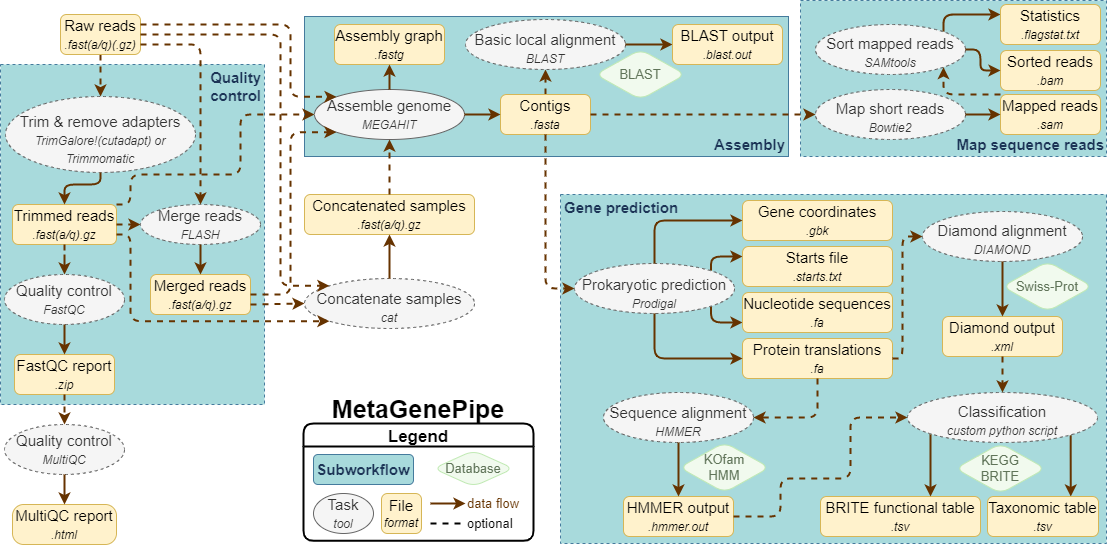 Raw reads
.fast(a/q)(.gz)
Quality
control
Trim & remove adapters
TrimGalore!(cutadapt) or
Trimmomatic
Trimmed reads
.fast(a/q).gz
Merge reads
FLASH
Quality control
FastQC
Merged reads
.fast(a/q).gz
FastQC report
.zip
Quality control
MultiQC
MultiQC report
.html
Assembly graph
.fastg
Basic local alignment
BLAST
BLAST output
.blast.out
BLAST
Assemble genome
MEGAHIT
Contigs
.fasta
Assembly
Concatenated samples
.fast(a/q).gz
Concatenate samples
cat
Statistics
.flagstat.txt
Sort mapped reads
SAMtools
Sorted reads
.bam
Map short reads
Bowtie2
Mapped reads
.sam
Map sequence reads
Gene prediction
Gene coordinates
.gbk
Diamond alignment
DIAMOND
Starts file
.starts.txt
Prokaryotic prediction
Prodigal
Swiss-Prot
Nucleotide sequences
.fa
Diamond output
.xml
Protein translations
.fa
Sequence alignment
HMMER
Classification
custom python script
KOfam
HMM
KEGG
BRITE
HMMER output
.hmmer.out
BRITE functional table
.tsv
Taxonomic table
.tsv
MetaGenePipe
Legend
Subworkflow
Database
Task
tool
File
format
data flow
optional